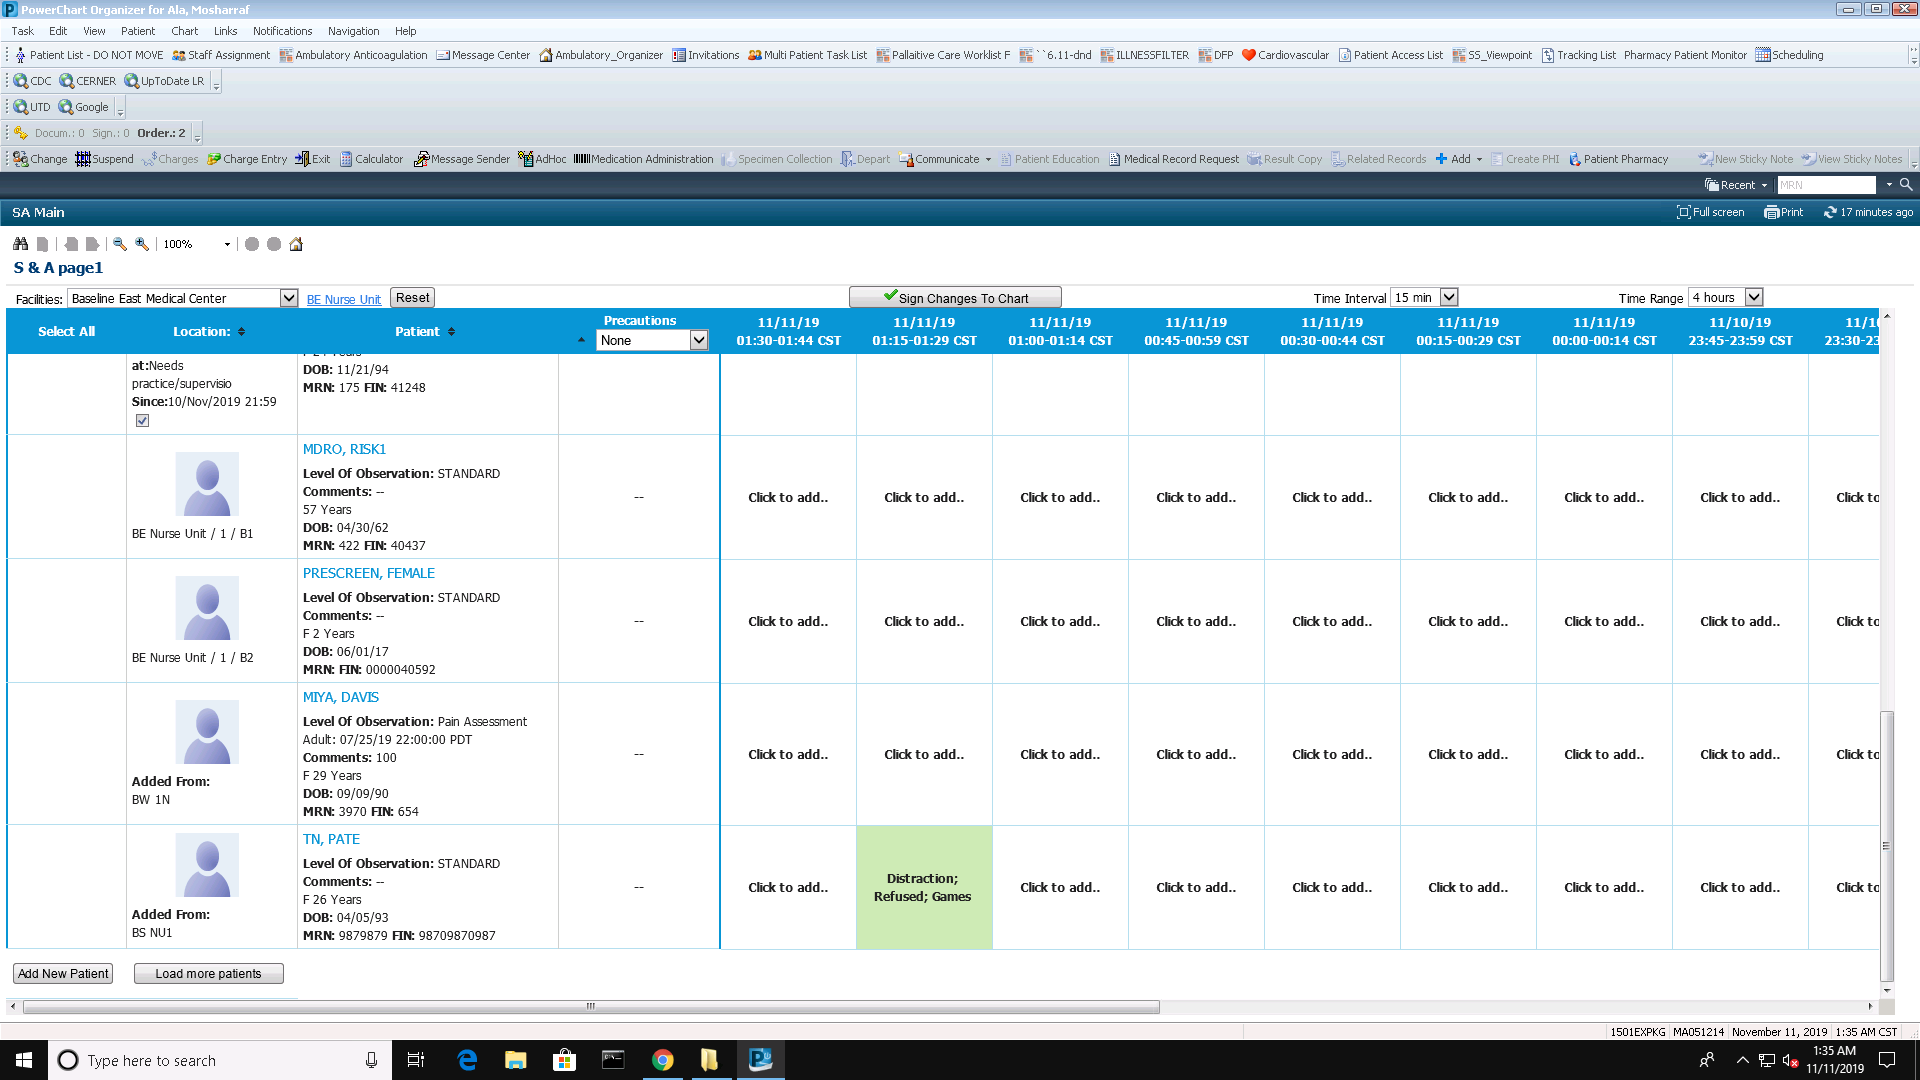 PowerChart Organizer for Ala, Mosharraf
Task Edit View Patient Chart Links Notifications Navigation Help
Patient List - DO NOT MOVE Staff Assignment Ambulatory Anticoagulation Message Center Ambulatory_Organizer Invitations Multi Patient Task List Pallaitive Care Worklist F ``6.11-dnd ILLNESSFILTER DFP Cardiovascular Patient Access List SS_Viewpoint Tracking List Pharmacy Patient Monitor Scheduling
CDC CERNER UpToDate LR
UTD Google
Docum.: 0 Sign.: 0 Order.: 2
Change Suspend Charges Charge Entry Exit Calculator Message Sender AdHoc Medication Administration Specimen Collection Depart Communicate Patient Education Medical Record Request Result Copy Related Records Add Create PHI Patient Pharmacy New Sticky Note View Sticky Notes
Recent MRN
SA Main Full screen Print 17 minutes ago
100%
S & A page1
Facilities: Baseline East Medical Center BE Nurse Unit Reset Sign Changes To Chart Time Interval 15 min Time Range 4 hours
Select All Location: Patient Precautions None
11/11/19 11/11/19 11/11/19 11/11/19 11/11/19 11/11/19 11/11/19 11/10/19 11/10
01:30-01:44 CST 01:15-01:29 CST 01:00-01:14 CST 00:45-00:59 CST 00:30-00:44 CST 00:15-00:29 CST 00:00-00:14 CST 23:45-23:59 CST 23:30-23
at:Needs
practice/supervisio
Since:10/Nov/2019 21:59
DOB: 11/21/94
MRN: 175 FIN: 41248
BE Nurse Unit / 1 / B1
MDRO, RISK1
Level Of Observation: STANDARD
Comments: --
57 Years
DOB: 04/30/62
MRN: 422 FIN: 40437
-- Click to add.. Click to add.. Click to add.. Click to add.. Click to add.. Click to add.. Click to add.. Click to add.. Click to
BE Nurse Unit / 1 / B2
PRESCREEN, FEMALE
Level Of Observation: STANDARD
Comments: --
F 2 Years
DOB: 06/01/17
MRN: FIN: 0000040592
-- Click to add.. Click to add.. Click to add.. Click to add.. Click to add.. Click to add.. Click to add.. Click to add.. Click to
Added From:
BW 1N
MIYA, DAVIS
Level Of Observation: Pain Assessment
Adult: 07/25/19 22:00:00 PDT
Comments: 100
F 29 Years
DOB: 09/09/90
MRN: 3970 FIN: 654
-- Click to add.. Click to add.. Click to add.. Click to add.. Click to add.. Click to add.. Click to add.. Click to add.. Click to
Added From:
BS NU1
TN, PATE
Level Of Observation: STANDARD
Comments: --
F 26 Years
DOB: 04/05/93
MRN: 9879879 FIN: 98709870987
-- Click to add.. Distraction;
Refused; Games
Click to add.. Click to add.. Click to add.. Click to add.. Click to add.. Click to add.. Click to
Add New Patient Load more patients
1501EXPKG MA051214 November 11, 2019 1:35 AM CST
Type here to search
1:35 AM
11/11/2019